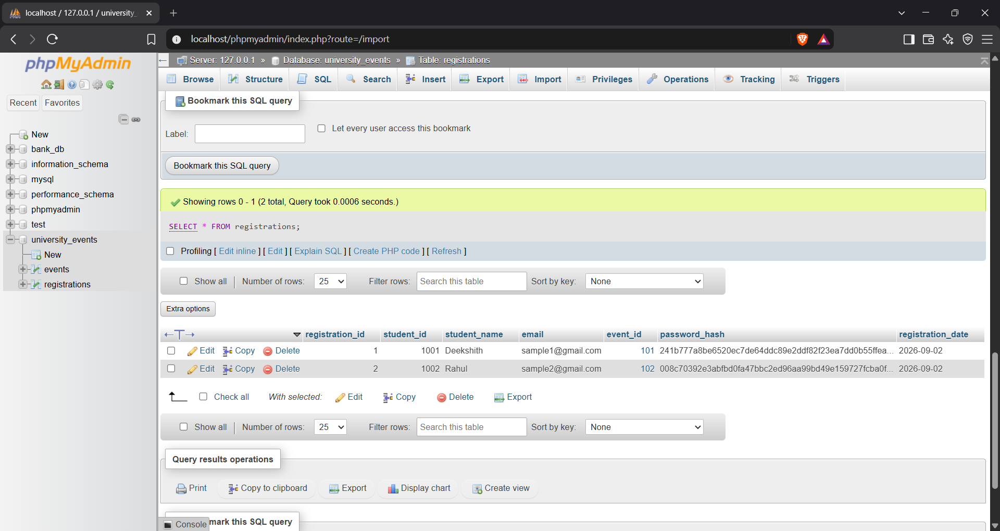 localhost / 127.0.0.1 / university_
localhost/phpmyadmin/index.php?route=/import
phpMyAdmin
Recent Favorites
New
bank_db
information_schema
mysql
performance_schema
phpmyadmin
test
university_events
New
events
registrations
Server: 127.0.0.1 » Database: university_events » Table: registrations
Browse Structure SQL Search Insert Export Import Privileges Operations Tracking Triggers
Bookmark this SQL query
Label: Let every user access this bookmark
Bookmark this SQL query
Showing rows 0 - 1 (2 total, Query took 0.0006 seconds.)
SELECT * FROM registrations;
Profiling [ Edit inline ] [ Edit ] [ Explain SQL ] [ Create PHP code ] [ Refresh ]
Show all Number of rows: 25 Filter rows: Search this table Sort by key: None
Extra options
registration_id student_id student_name email event_id password_hash registration_date
Edit Copy Delete 1 1001 Deekshith sample1@gmail.com 101 241b777a8be6520ec7de64ddc89e2ddf82f23ea7dd0b55ffea... 2026-09-02
Edit Copy Delete 2 1002 Rahul sample2@gmail.com 102 008c70392e3abfbd0fa47bbc2ed96aa99bd49e159727fcba0f... 2026-09-02
Check all With selected: Edit Copy Delete Export
Show all Number of rows: 25 Filter rows: Search this table Sort by key: None
Query results operations
Print Copy to clipboard Export Display chart Create view
Console mark this SQL query